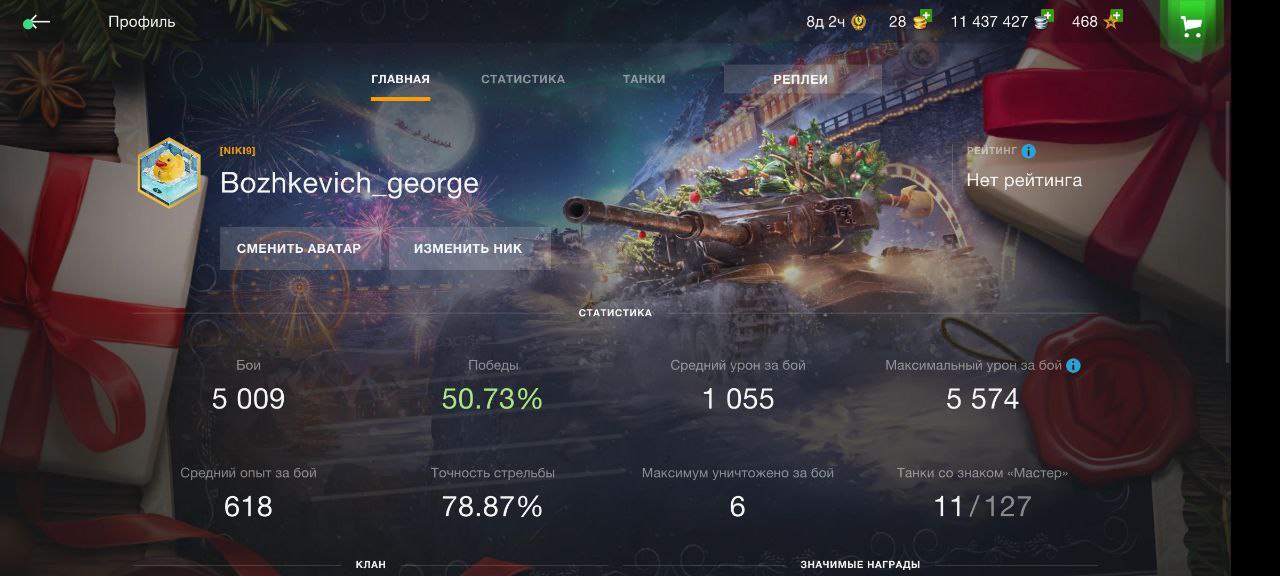 Профиль
8д 2ч
28
11 437 427
468
ГЛАВНАЯ
СТАТИСТИКА
ТАНКИ
РЕПЛЕИ
[NIKI9]
Bozhkevich_george
РЕЙТИНГ
Нет рейтинга
СМЕНИТЬ АВАТАР
ИЗМЕНИТЬ НИК
СТАТИСТИКА
Бои
5 009
Победы
50.73%
Средний урон за бой
1 055
Максимальный урон за бой
5 574
Средний опыт за бой
618
Точность стрельбы
78.87%
Максимум уничтожено за бой
6
Танки со знаком «Мастер»
11/127
КЛАН
ЗНАЧИМЫЕ НАГРАДЫ